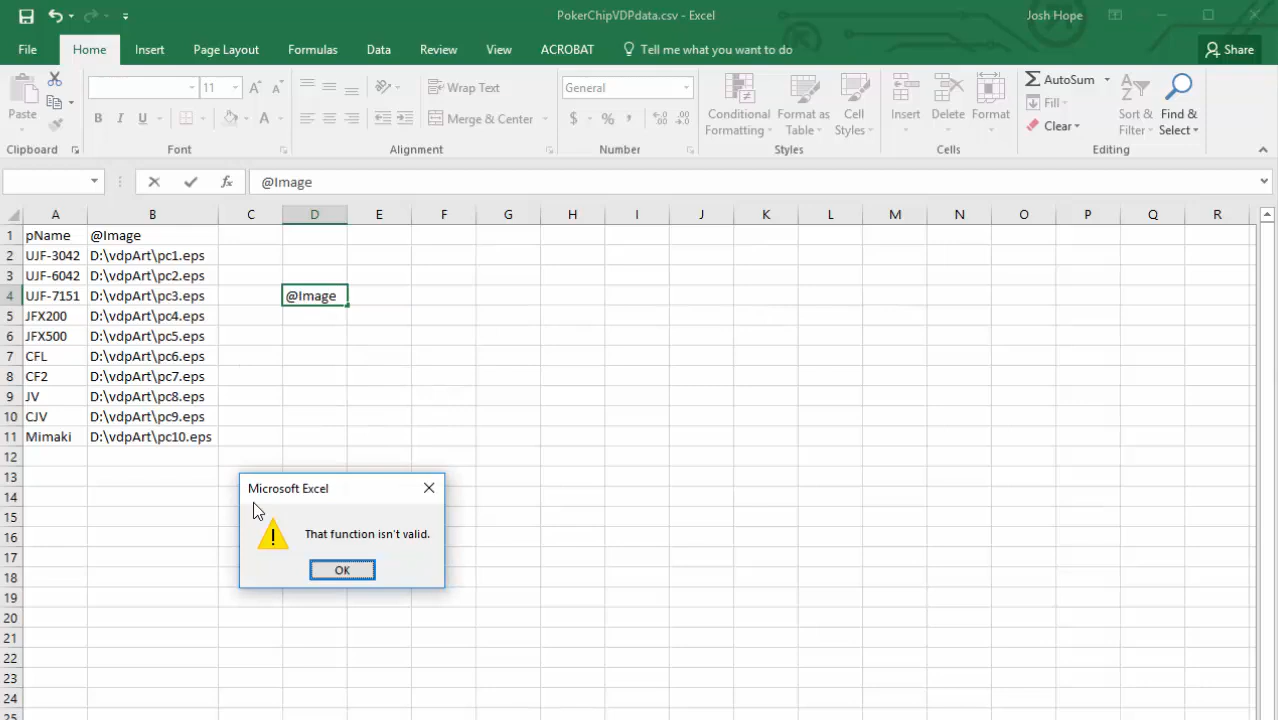 PokerChipVDPdata.csv - Excel
Josh Hope
File Home Insert Page Layout Formulas Data Review View ACROBAT Tell me what you want to do Share
Paste
11
A A
B I U A
Wrap Text
Merge & Center
General
$ % ,
Conditional Formatting
Format as Table
Cell Styles
Insert Delete Format
AutoSum
Fill
Clear
Sort & Filter
Find & Select
Clipboard Font Alignment Number Styles Cells Editing
fx @Image
A B C D E F G H I J K L M N O P Q R
1 pName @Image
2 UJF-3042 D:\vdpArt\pc1.eps
3 UJF-6042 D:\vdpArt\pc2.eps
4 UJF-7151 D:\vdpArt\pc3.eps @Image
5 JFX200 D:\vdpArt\pc4.eps
6 JFX500 D:\vdpArt\pc5.eps
7 CFL D:\vdpArt\pc6.eps
8 CF2 D:\vdpArt\pc7.eps
9 JV D:\vdpArt\pc8.eps
10 CJV D:\vdpArt\pc9.eps
11 Mimaki D:\vdpArt\pc10.eps
12
13
14
15
16
17
18
19
20
21
22
23
24
25
Microsoft Excel
That function isn't valid.
OK